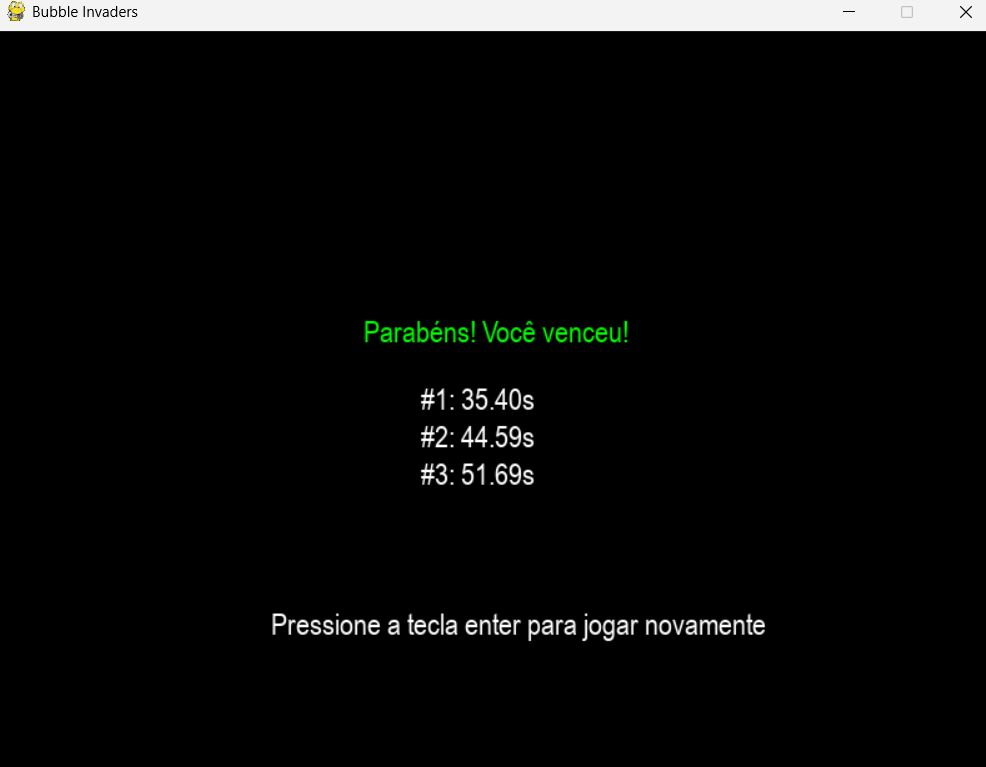 Bubble Invaders
Parabéns! Você venceu!
#1: 35.40s
#2: 44.59s
#3: 51.69s
Pressione a tecla enter para jogar novamente